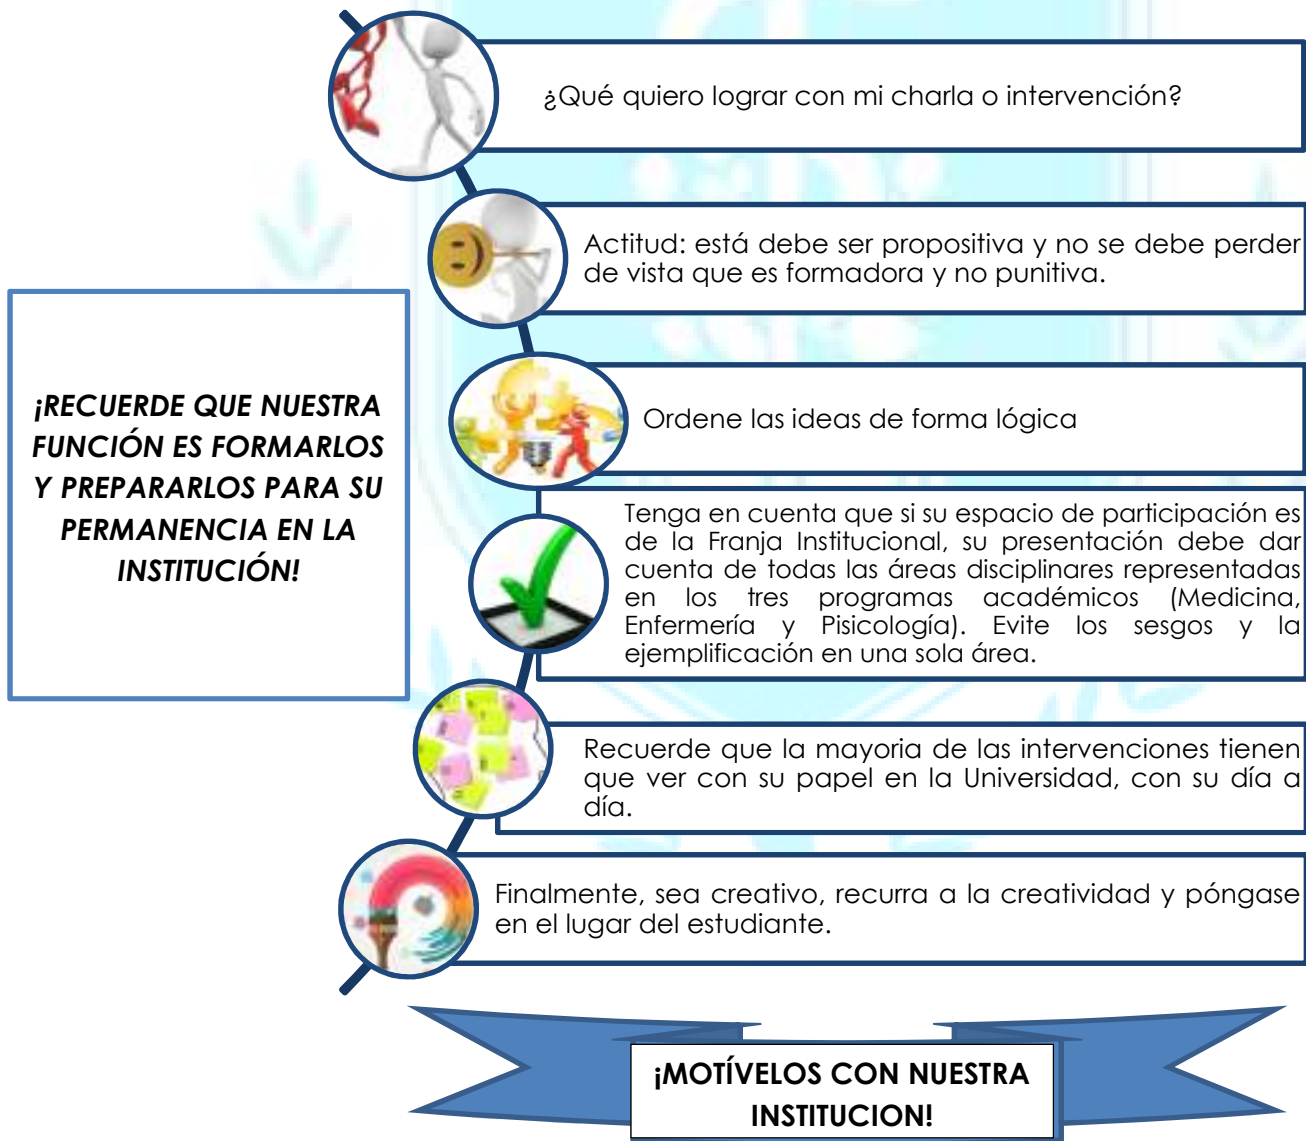 ¿Qué quiero lograr con mi charla o intervención?
Actitud: está debe ser propositiva y no se debe perder
de vista que es formadora y no punitiva.
¡RECUERDE QUE NUESTRA
FUNCIÓN ES FORMARLOS
Y PREPARARLOS PARA SU
PERMANENCIA EN LA
INSTITUCIÓN!
Ordene las ideas de forma lógica
Tenga en cuenta que si su espacio de participación es
de la Franja Institucional, su presentación debe dar
cuenta de todas las áreas disciplinares representadas
en los tres programas académicos (Medicina,
Enfermería y Pisicología). Evite los sesgos y la
ejemplificación en una sola área.
Recuerde que la mayoria de las intervenciones tienen
que ver con su papel en la Universidad, con su día a
día.
Finalmente, sea creativo, recurra a la creatividad y póngase
en el lugar del estudiante.
¡MOTÍVELOS CON NUESTRA
INSTITUCION!